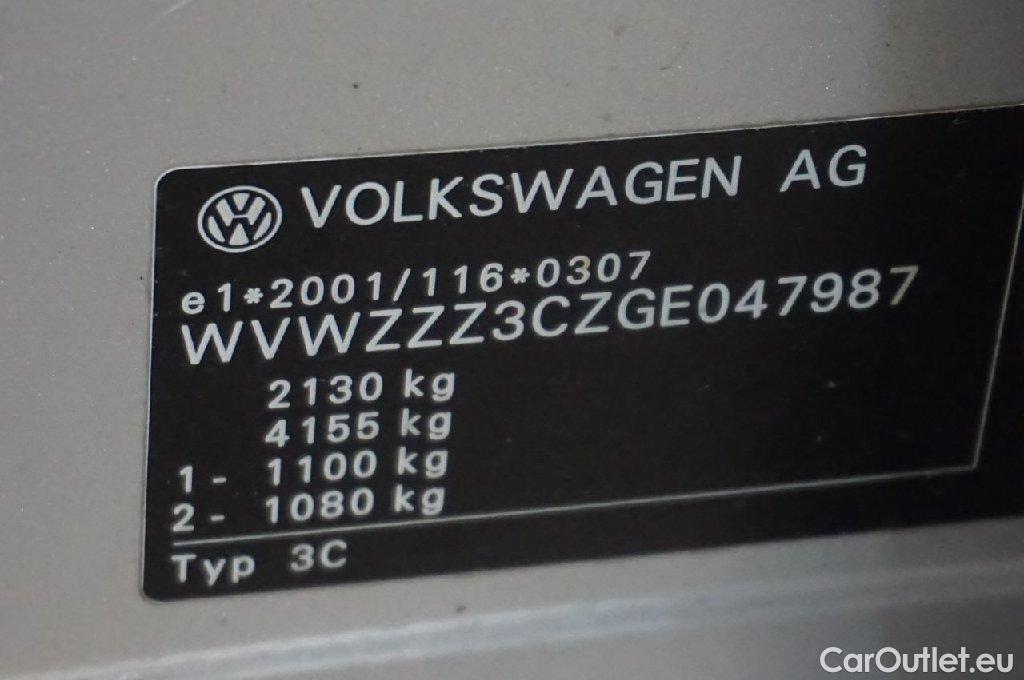 VOLKSWAGEN AG
e1*2001/116*0307
WVWZZZ3CZGE047987
2130 kg
4155 kg
1 - 1100 kg
2 - 1080 kg
Typ 3C
CarOutlet.eu